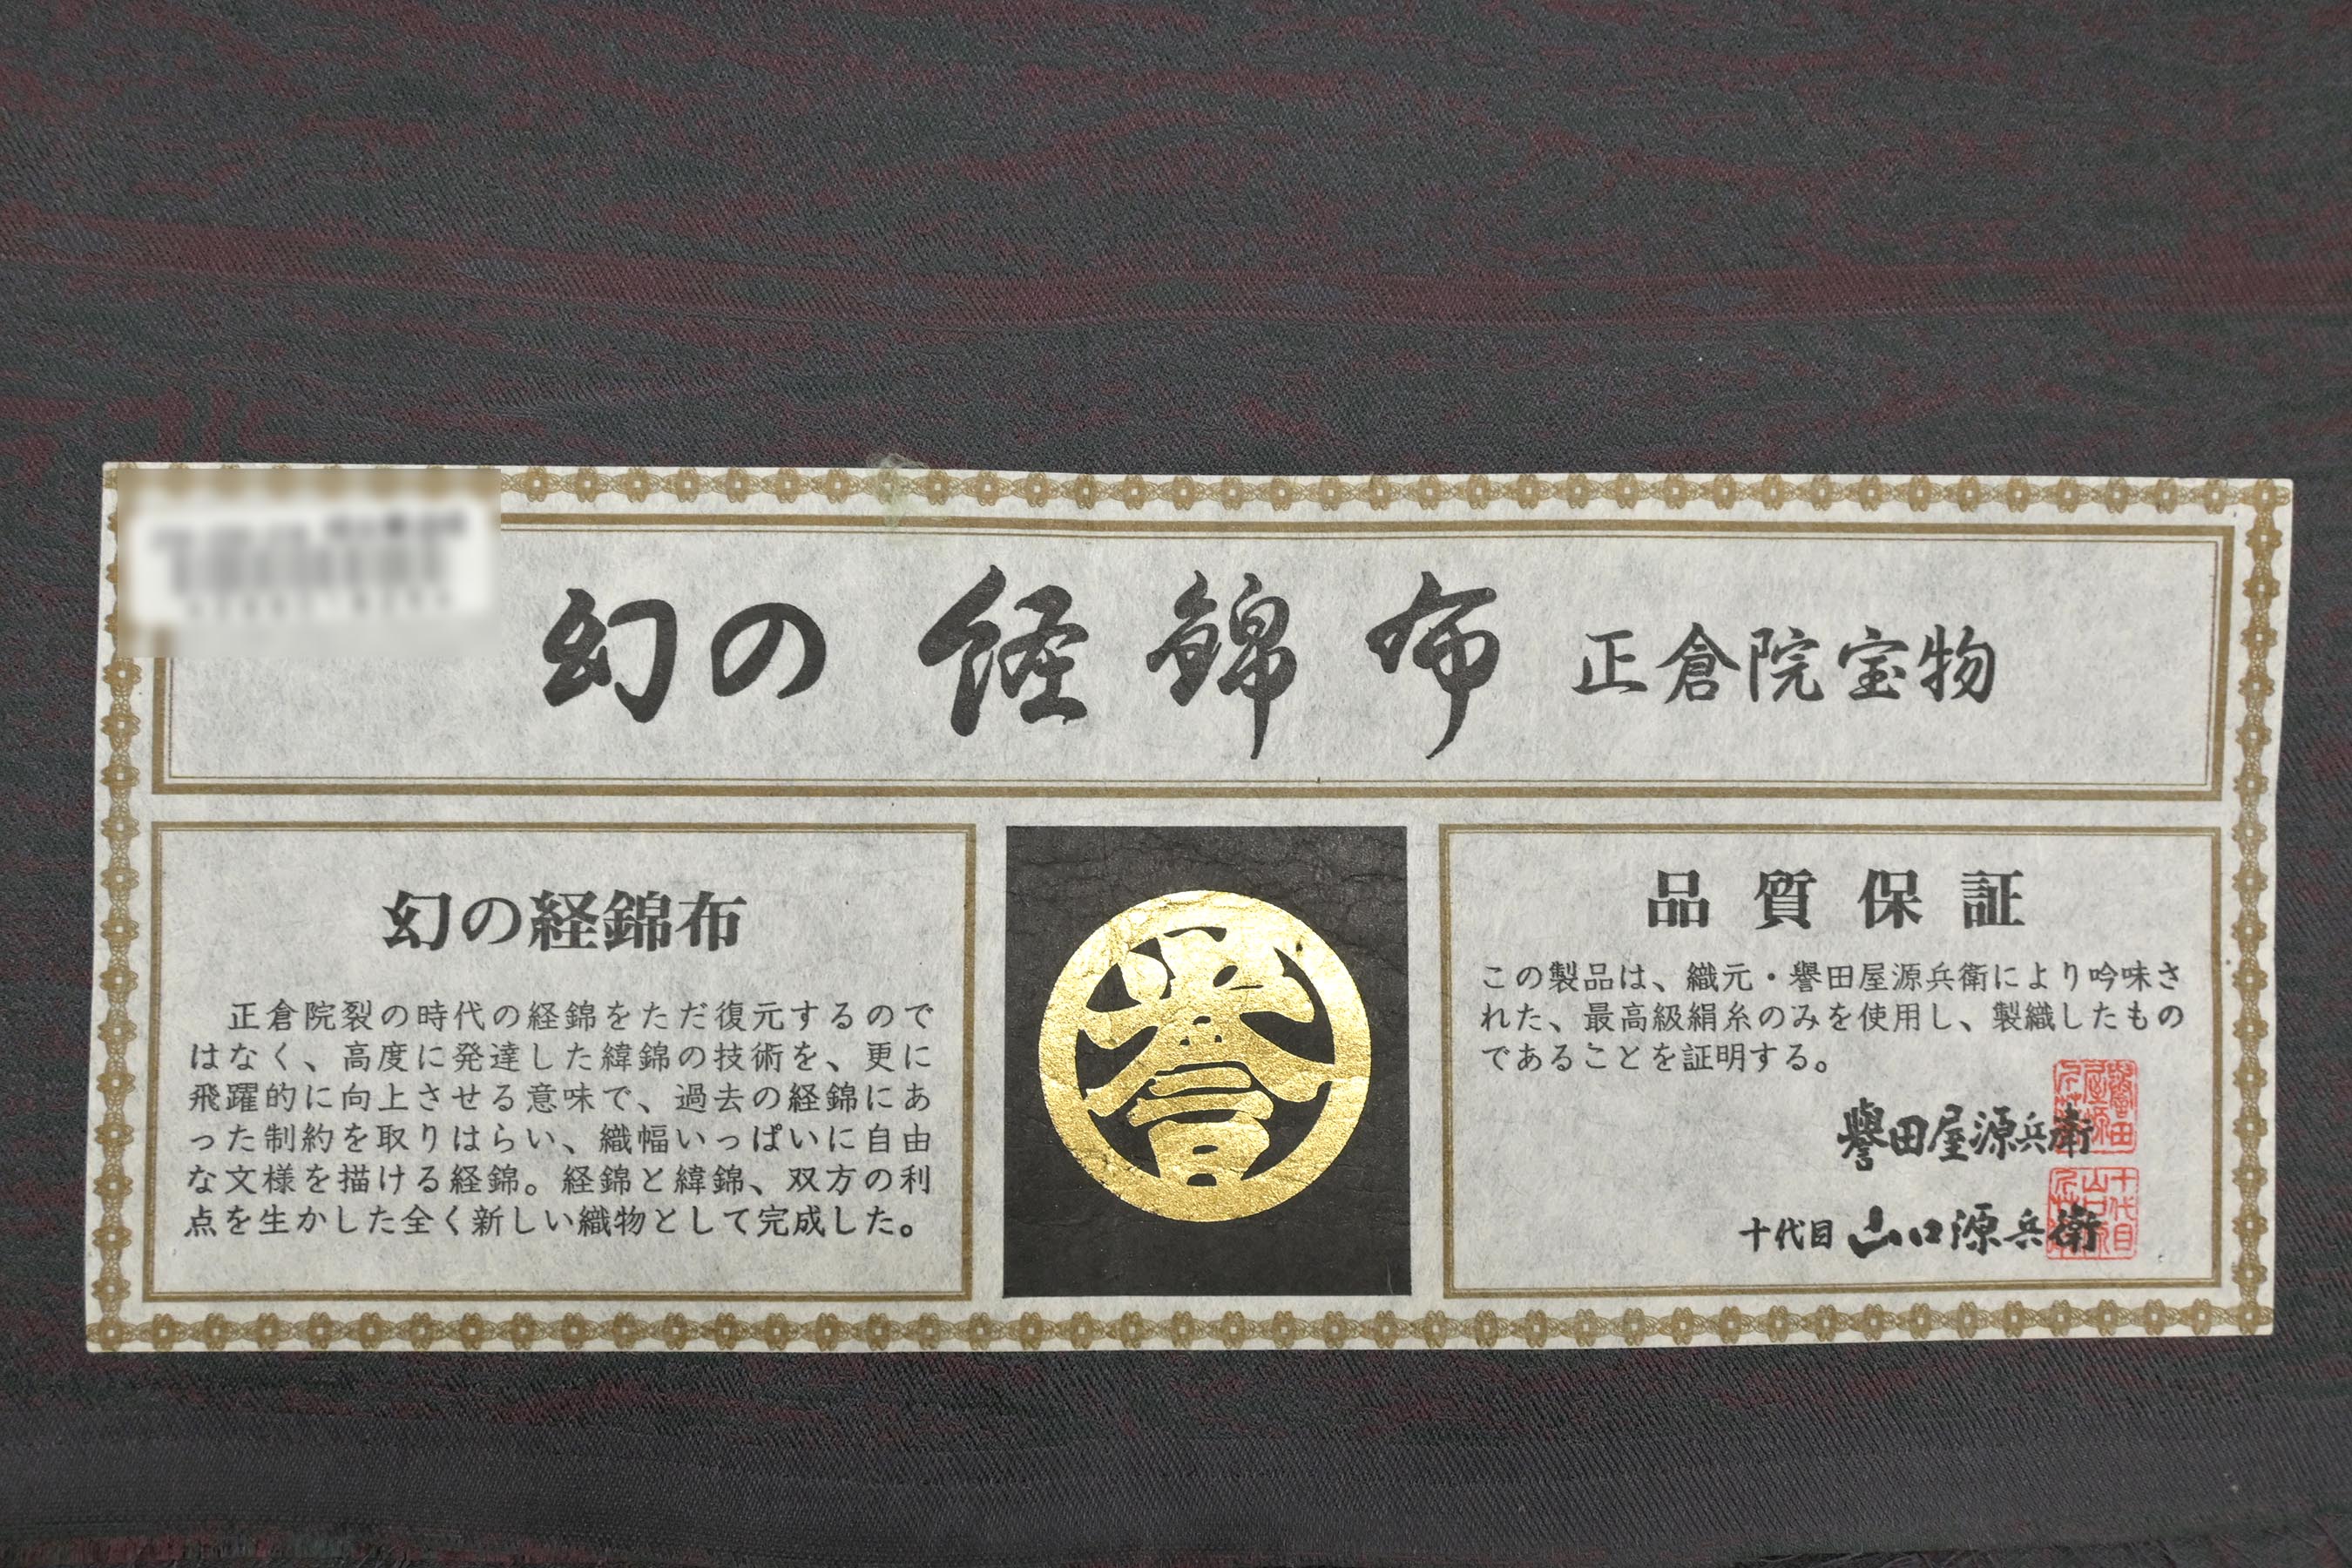 幻の 経錦布 正倉院宝物
幻の経錦布
正倉院裂の時代の経錦をただ復元するので
はなく、高度に発達した緯錦の技術を、更に
飛躍的に向上させる意味で、過去の経錦にあ
った制約を取りはらい、織幅いっぱいに自由
な文様を描ける経錦。経錦と緯錦、双方の利
点を生かした全く新しい織物として完成した。
誉
品質保証
この製品は、織元・譽田屋源兵衛により吟味さ
れた、最高級絹糸のみを使用し、製織したもの
であることを証明する。
譽田屋源兵衛
十代目 山口源兵衛